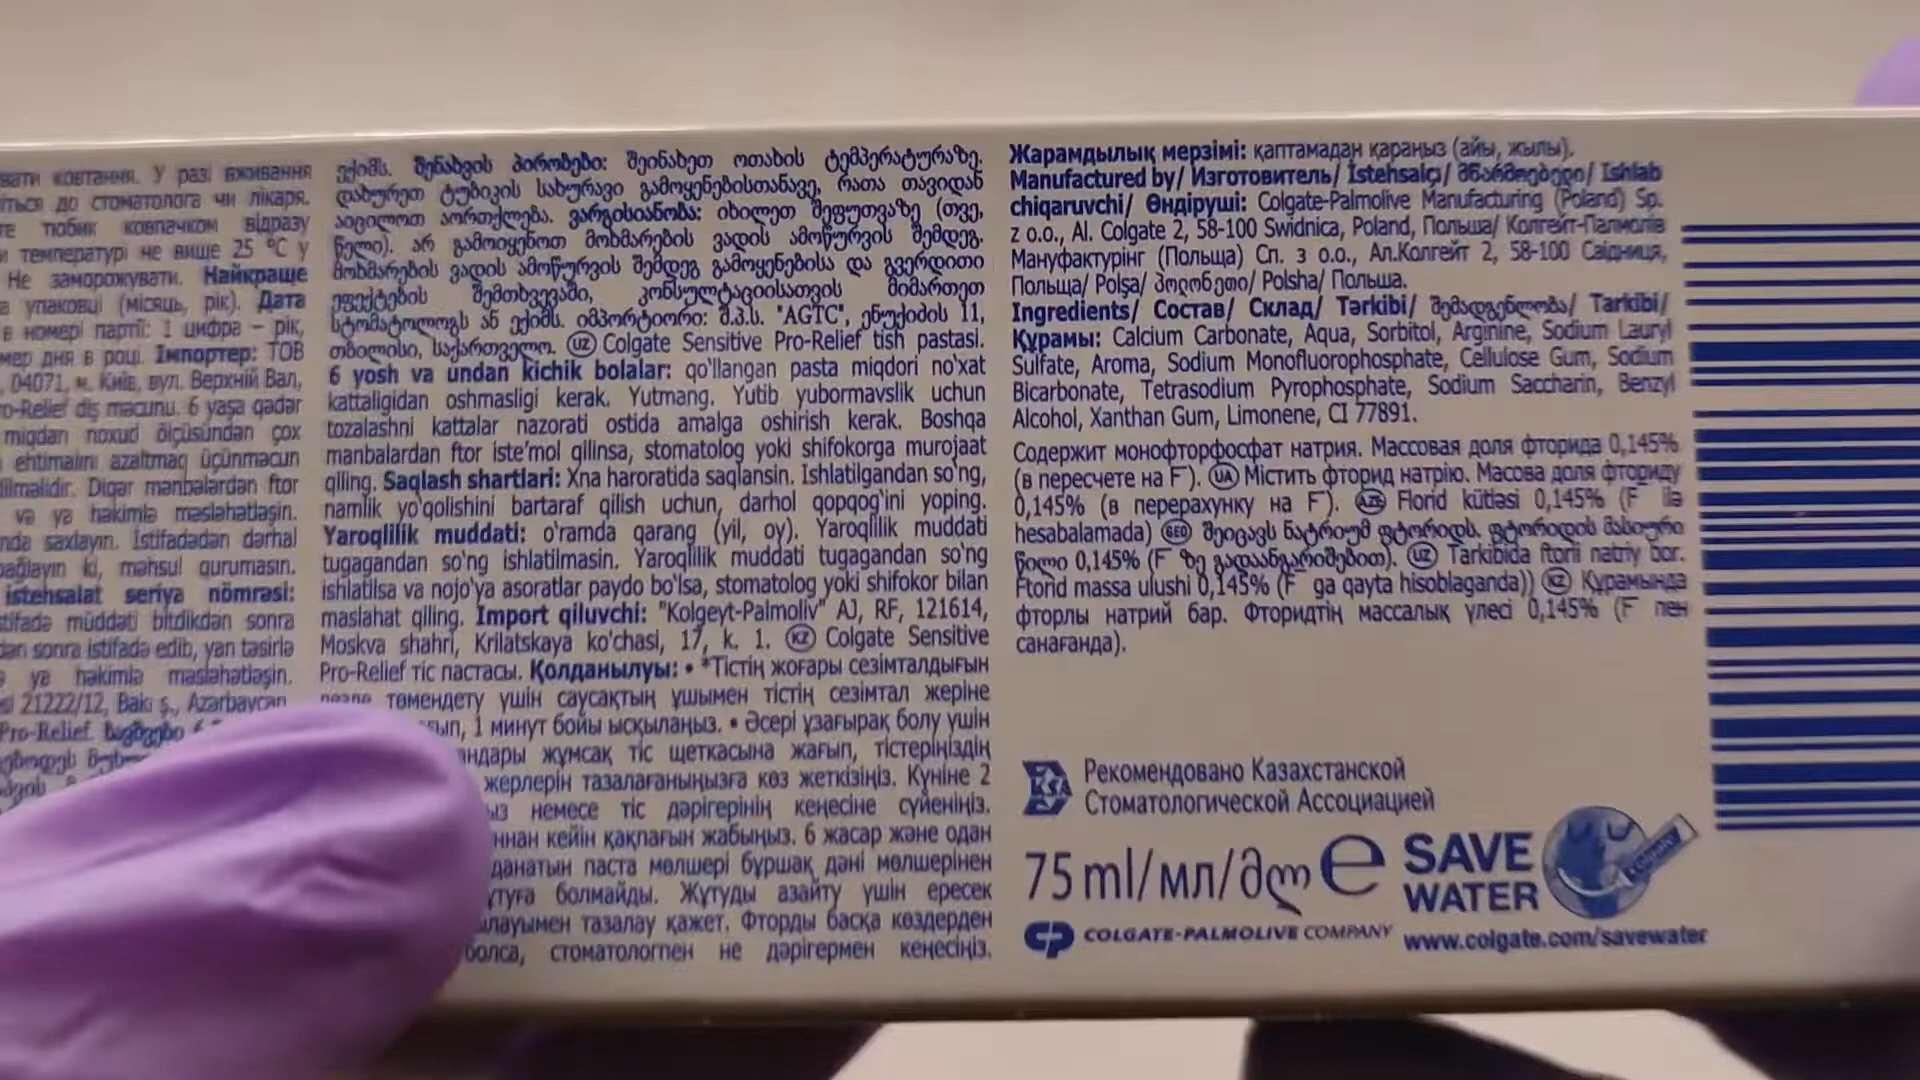 вати ковтання. У разі вживання
ться до стоматолога чи лікаря.
те тюбик ковпачком відразу
и температурі не вище 25 °C у
Не заморожувати. Найкраще
а упаковці (місяць, рік). Дата
в номері партії: 1 цифра – рік,
мер дня в році. Імпортер: ТОВ
, 04071, м. Київ, вул. Верхній Вал,
ro-Relief diş macunu. 6 yaşa qədər
miqdarı noxud ölçüsündən çox
ehtimalını azaltmaq üçünməcun
ilməlidir. Digər mənbələrdən ftor
və ya həkimlə məsləhətləşin.
nda saxlayın. İstifadədən dərhal
bağlayın ki, məhsul qurumasın.
istehsalat seriya nömrəsi:
stifadə müddəti bitdikdən sonra
dən sonra istifadə edib, yan təsirlə
ya həkimlə məsləhətləşin.
si 21222/12, Bakı ş., Azərbaycan
Pro-Relief. ბავშვები 6
ექიმს. შენახვის პირობები: შეინახეთ ოთახის ტემპერატურაზე.
დახურეთ ტუბიკის სახურავი გამოყენებისთანავე, რათა თავიდან
აიცილოთ აორთქლება. ვარგისიანობა: იხილეთ შეფუთვაზე (თვე,
წელი). არ გამოიყენოთ მოხმარების ვადის ამოწურვის შემდეგ.
მოხმარების ვადის ამოწურვის შემდეგ გამოყენებისა და გვერდითი
ეფექტების შემთხვევაში, კონსულტაციისათვის მიმართეთ
სტომატოლოგს ან ექიმს. იმპორტიორი: შ.პ.ს. "AGTC", ენუქიძის 11,
თბილისი, საქართველო. UZ Colgate Sensitive Pro-Relief tish pastasi.
6 yosh va undan kichik bolalar: qo'llangan pasta miqdori no'xat
kattaligidan oshmasligi kerak. Yutmang. Yutib yubormavslik uchun
tozalashni kattalar nazorati ostida amalga oshirish kerak. Boshqa
manbalardan ftor iste'mol qilinsa, stomatolog yoki shifokorga murojaat
qiling. Saqlash shartlari: Xna haroratida saqlansin. Ishlatilgandan so'ng,
namlik yo'qolishini bartaraf qilish uchun, darhol qopqog'ini yoping.
Yaroqlilik muddati: o'ramda qarang (yil, oy). Yaroqlilik muddati
tugagandan so'ng ishlatilmasin. Yaroqlilik muddati tugagandan so'ng
ishlatilsa va nojo'ya asoratlar paydo bo'lsa, stomatolog yoki shifokor bilan
maslahat qiling. Import qiluvchi: "Kolgeyt-Palmoliv" AJ, RF, 121614,
Moskva shahri, Krilatskaya ko'chasi, 17, k. 1. KZ Colgate Sensitive
Pro-Relief тіс пастасы. Қолданылуы: • *Тістің жоғары сезімталдығын
төмендету үшін саусақтың ұшымен тістің сезімтал жеріне
ып, 1 минут бойы ысқылаңыз. • Әсері ұзағырақ болу үшін
ндары жұмсақ тіс щеткасына жағып, тістеріңіздің
жерлерін тазалағаныңызға көз жеткізіңіз. Күніне 2
ыз немесе тіс дәрігерінің кеңесіне сүйеніңіз.
ннан кейін қақпағын жабыңыз. 6 жасар және одан
данатын паста мөлшері бұршақ дәні мөлшерінен
ұтуға болмайды. Жұтуды азайту үшін ересек
лауымен тазалау қажет. Фторды басқа көздерден
болса, стоматологпен не дәрігермен кеңесіңіз.
Жарамдылық мерзімі: қаптамадан қараңыз (айы, жылы).
Manufactured by/ Изготовитель/ İstehsalçı/ მწარმოებელი/ Ishlab
chiqaruvchi/ Өндіруші: Colgate-Palmolive Manufacturing (Poland) Sp.
z o.o., Al. Colgate 2, 58-100 Swidnica, Poland, Польша/ Колгейт-Палмолів
Мануфактурінг (Польща) Сп. з о.о., Ал.Колгейт 2, 58-100 Свідниця,
Польща/ Polşa/ პოლონეთი/ Polsha/ Польша.
Ingredients/ Состав/ Склад/ Tərkibi/ შემადგენლობა/ Tarkibi/
Құрамы: Calcium Carbonate, Aqua, Sorbitol, Arginine, Sodium Lauryl
Sulfate, Aroma, Sodium Monofluorophosphate, Cellulose Gum, Sodium
Bicarbonate, Tetrasodium Pyrophosphate, Sodium Saccharin, Benzyl
Alcohol, Xanthan Gum, Limonene, CI 77891.
Содержит монофторфосфат натрия. Массовая доля фторида 0,145%
(в пересчете на F⁻). UA Містить фторид натрію. Масова доля фториду
0,145% (в перерахунку на F⁻). AZE Florid kütləsi 0,145% (F⁻ ilə
hesabalamada) GEO შეიცავს ნატრიუმ ფტორიდს. ფტორიდის მასიური
წილი 0,145% (F⁻ ზე გადაანგარიშებით). UZ Tarkibida ftorli natriy bor.
Ftorid massa ulushi 0,145% (F⁻ ga qayta hisoblaganda)) KZ Құрамында
фторлы натрий бар. Фторидтің массалық үлесі 0,145% (F⁻ пен
санағанда).
KSA Рекомендовано Казахстанской
Стоматологической Ассоциацией
75 ml/мл/მლ e
SAVE
WATER
Colgate
CP COLGATE-PALMOLIVE COMPANY
www.colgate.com/savewater